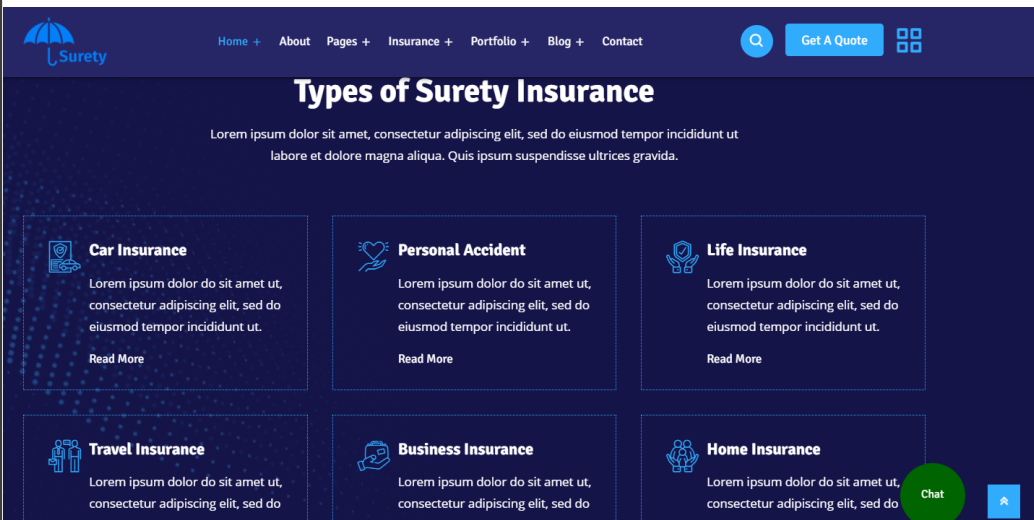 Surety
Home + About Pages + Insurance + Portfolio + Blog + Contact
Get A Quote
Types of Surety Insurance
Lorem ipsum dolor sit amet, consectetur adipiscing elit, sed do eiusmod tempor incididunt ut
labore et dolore magna aliqua. Quis ipsum suspendisse ultrices gravida.
Car Insurance
Lorem ipsum dolor do sit amet ut,
consectetur adipiscing elit, sed do
eiusmod tempor incididunt ut.
Read More
Personal Accident
Lorem ipsum dolor do sit amet ut,
consectetur adipiscing elit, sed do
eiusmod tempor incididunt ut.
Read More
Life Insurance
Lorem ipsum dolor do sit amet ut,
consectetur adipiscing elit, sed do
eiusmod tempor incididunt ut.
Read More
Travel Insurance
Lorem ipsum dolor do sit amet ut,
consectetur adipiscing elit, sed do
Business Insurance
Lorem ipsum dolor do sit amet ut,
consectetur adipiscing elit, sed do
Home Insurance
Lorem ipsum dolor do sit amet ut,
consectetur adipiscing elit, sed do
Chat